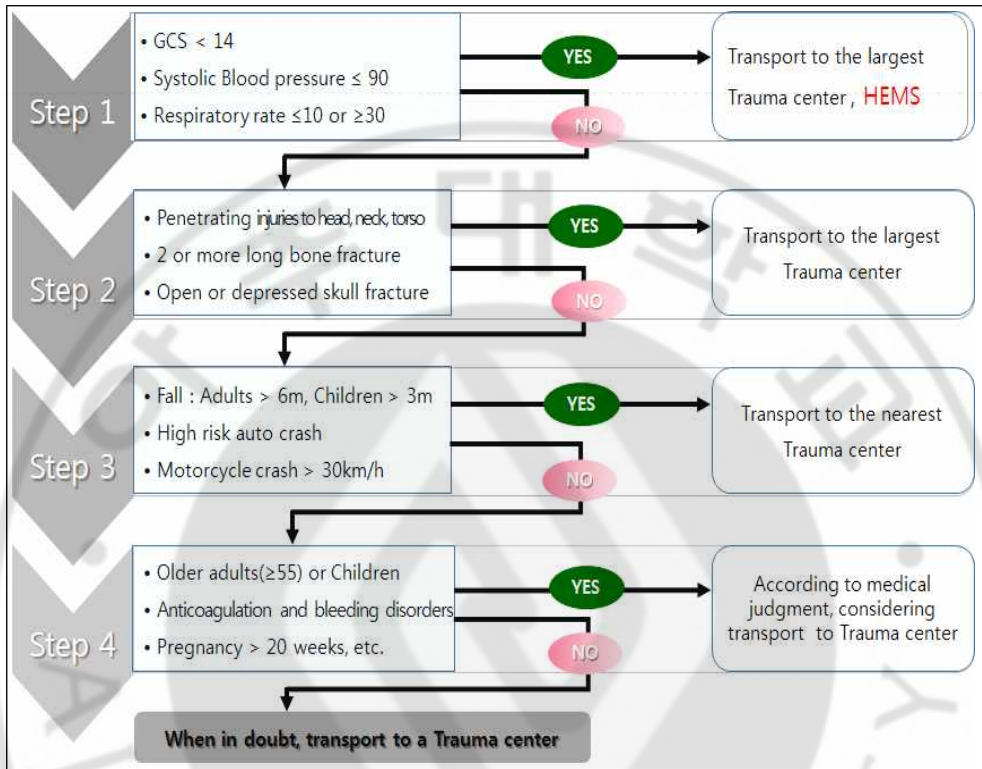 Step 1
• GCS < 14
• Systolic Blood pressure ≤ 90
• Respiratory rate ≤10 or ≥30
YES
NO
Transport to the largest
Trauma center , HEMS
Step 2
• Penetrating injuries to head, neck, torso
• 2 or more long bone fracture
• Open or depressed skull fracture
YES
NO
Transport to the largest
Trauma center
Step 3
• Fall : Adults > 6m, Children > 3m
• High risk auto crash
• Motorcycle crash > 30km/h
YES
NO
Transport to the nearest
Trauma center
Step 4
• Older adults(≥55) or Children
• Anticoagulation and bleeding disorders
• Pregnancy > 20 weeks, etc.
YES
NO
According to medical
judgment, considering
transport to Trauma center
When in doubt, transport to a Trauma center